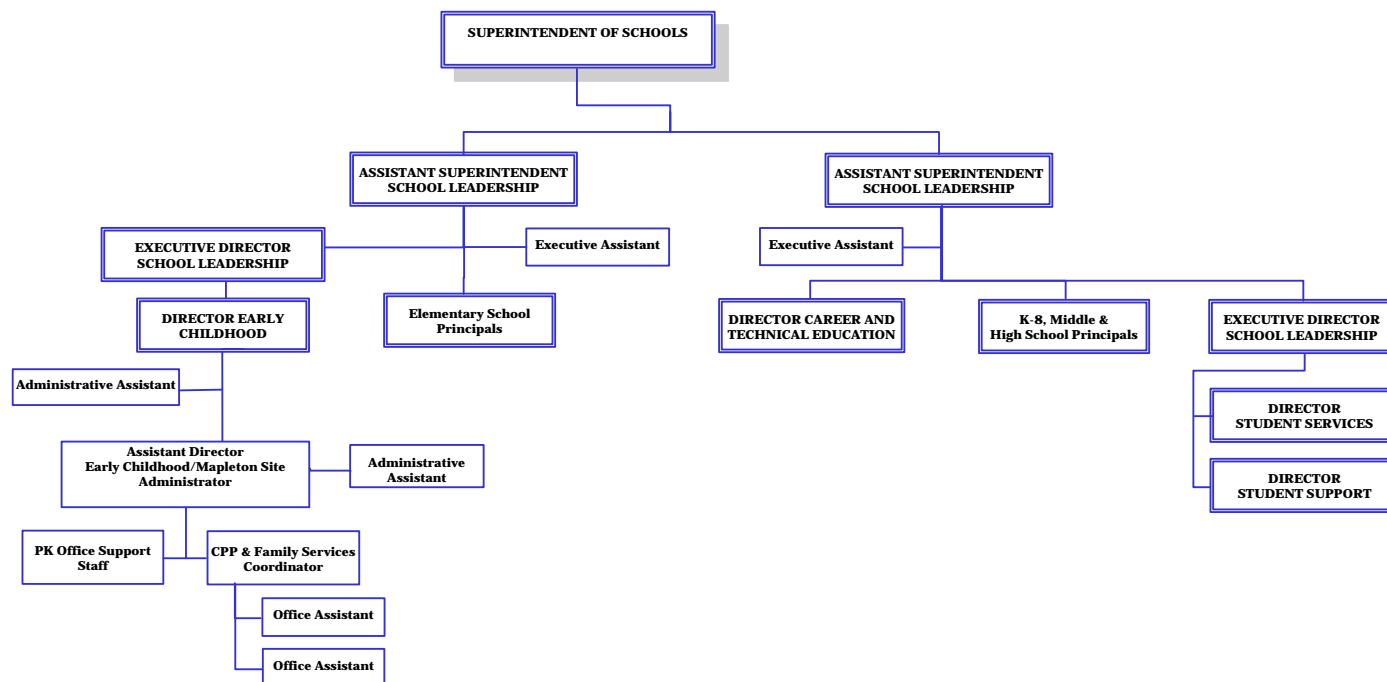 SUPERINTENDENT OF SCHOOLS
ASSISTANT SUPERINTENDENT
SCHOOL LEADERSHIP
ASSISTANT SUPERINTENDENT
SCHOOL LEADERSHIP
EXECUTIVE DIRECTOR
SCHOOL LEADERSHIP
Executive Assistant
Executive Assistant
DIRECTOR EARLY
CHILDHOOD
Elementary School
Principals
DIRECTOR CAREER AND
TECHNICAL EDUCATION
K-8, Middle &
High School Principals
EXECUTIVE DIRECTOR
SCHOOL LEADERSHIP
Administrative Assistant
DIRECTOR
STUDENT SERVICES
Assistant Director
Early Childhood/Mapleton Site
Administrator
Administrative
Assistant
DIRECTOR
STUDENT SUPPORT
PK Office Support
Staff
CPP & Family Services
Coordinator
Office Assistant
Office Assistant